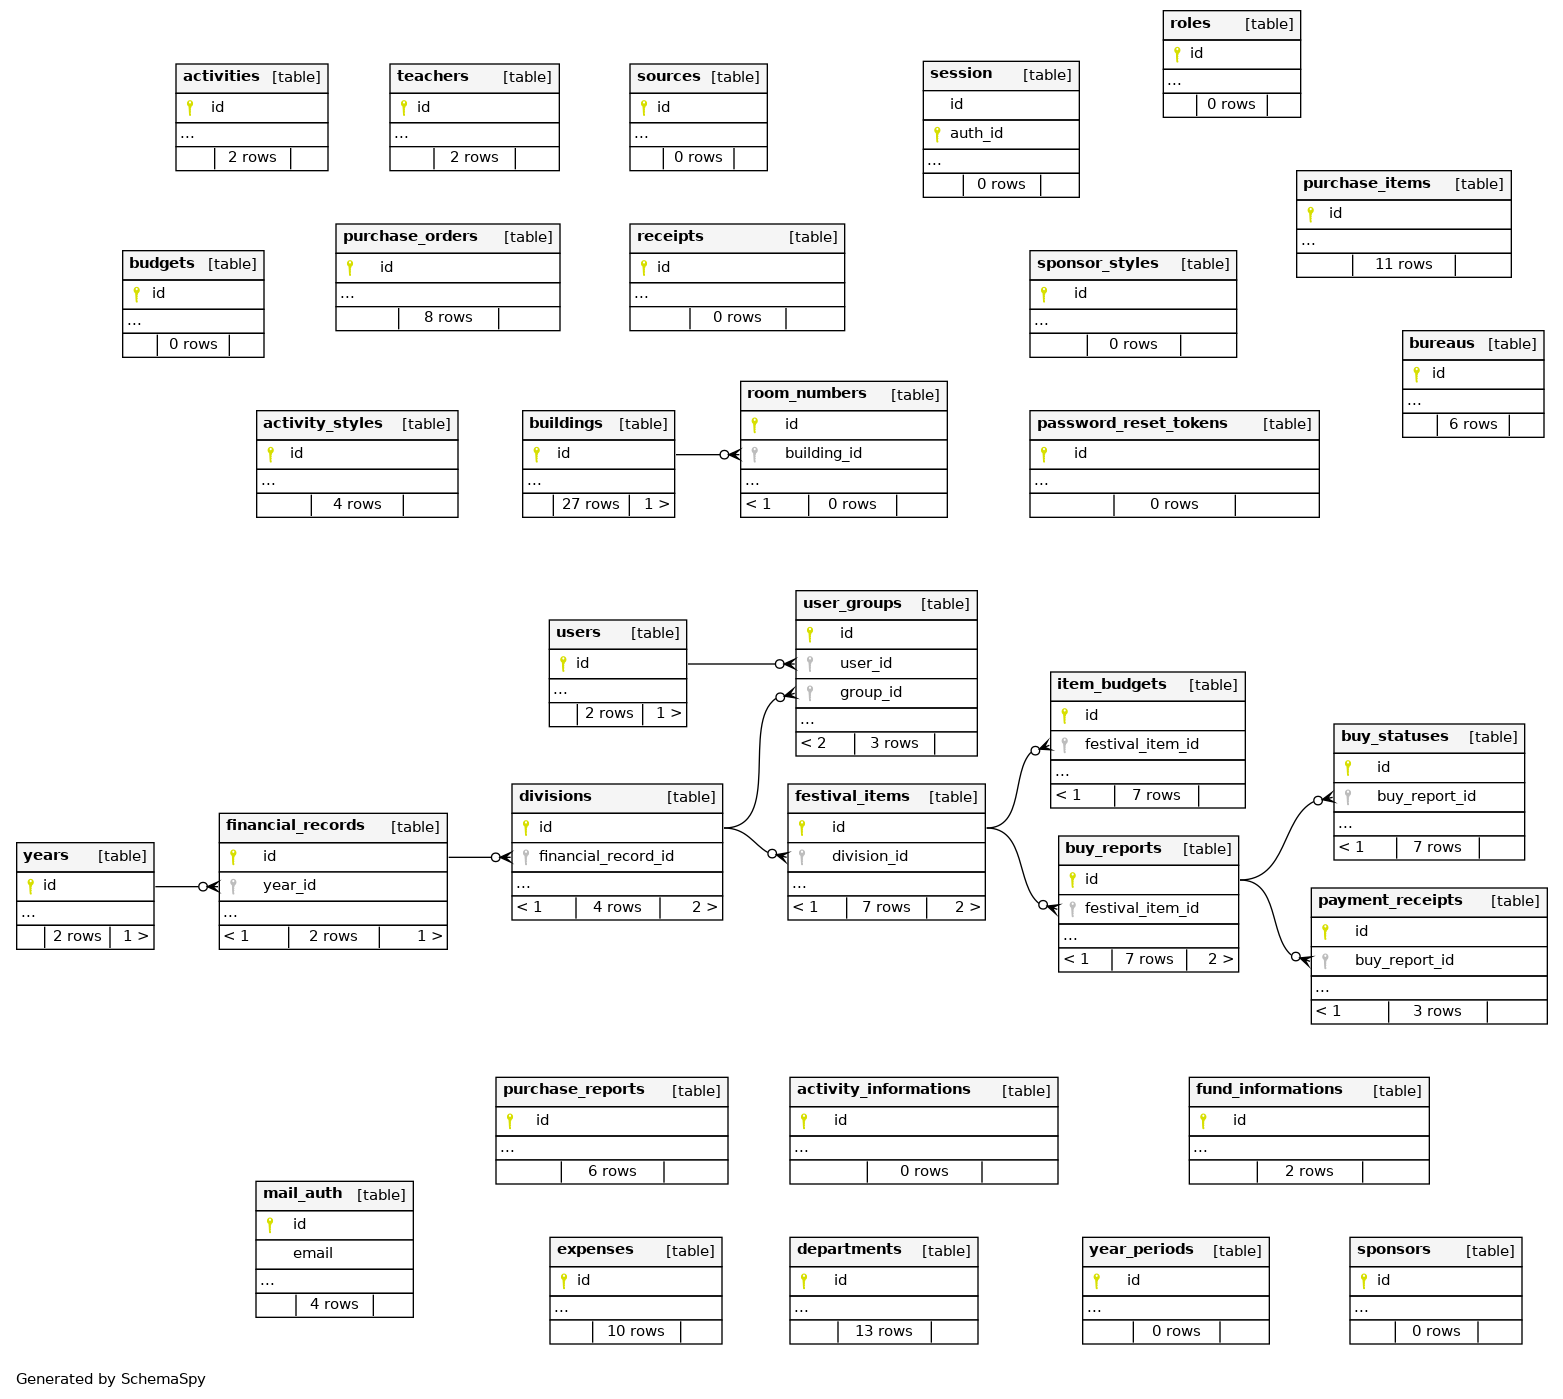 roles [table]
id
...
0 rows
activities [table]
id
...
2 rows
teachers [table]
id
...
2 rows
sources [table]
id
...
0 rows
session [table]
id
auth_id
...
0 rows
purchase_items [table]
id
...
11 rows
budgets [table]
id
...
0 rows
purchase_orders [table]
id
...
8 rows
receipts [table]
id
...
0 rows
sponsor_styles [table]
id
...
0 rows
bureaus [table]
id
...
6 rows
activity_styles [table]
id
...
4 rows
buildings [table]
id
...
27 rows 1 >
room_numbers [table]
id
building_id
...
< 1 0 rows
password_reset_tokens [table]
id
...
0 rows
users [table]
id
...
2 rows 1 >
user_groups [table]
id
user_id
group_id
...
< 2 3 rows
item_budgets [table]
id
festival_item_id
...
< 1 7 rows
buy_statuses [table]
id
buy_report_id
...
< 1 7 rows
years [table]
id
...
2 rows 1 >
financial_records [table]
id
year_id
...
< 1 2 rows 1 >
divisions [table]
id
financial_record_id
...
< 1 4 rows 2 >
festival_items [table]
id
division_id
...
< 1 7 rows 2 >
buy_reports [table]
id
festival_item_id
...
< 1 7 rows 2 >
payment_receipts [table]
id
buy_report_id
...
< 1 3 rows
purchase_reports [table]
id
...
6 rows
activity_informations [table]
id
...
0 rows
fund_informations [table]
id
...
2 rows
mail_auth [table]
id
email
...
4 rows
expenses [table]
id
...
10 rows
departments [table]
id
...
13 rows
year_periods [table]
id
...
0 rows
sponsors [table]
id
...
0 rows
Generated by SchemaSpy